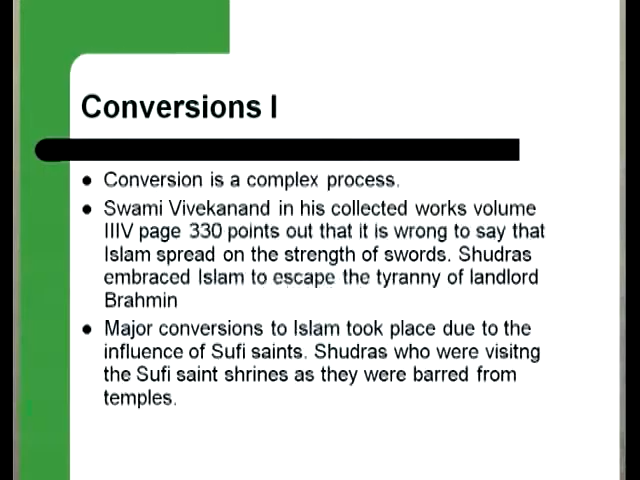 Conversions I
Conversion is a complex process.
Swami Vivekanand in his collected works volume
IIIV page 330 points out that it is wrong to say that
Islam spread on the strength of swords. Shudras
embraced Islam to escape the tyranny of landlord
Brahmin
Major conversions to Islam took place due to the
influence of Sufi saints. Shudras who were visitng
the Sufi saint shrines as they were barred from
temples.